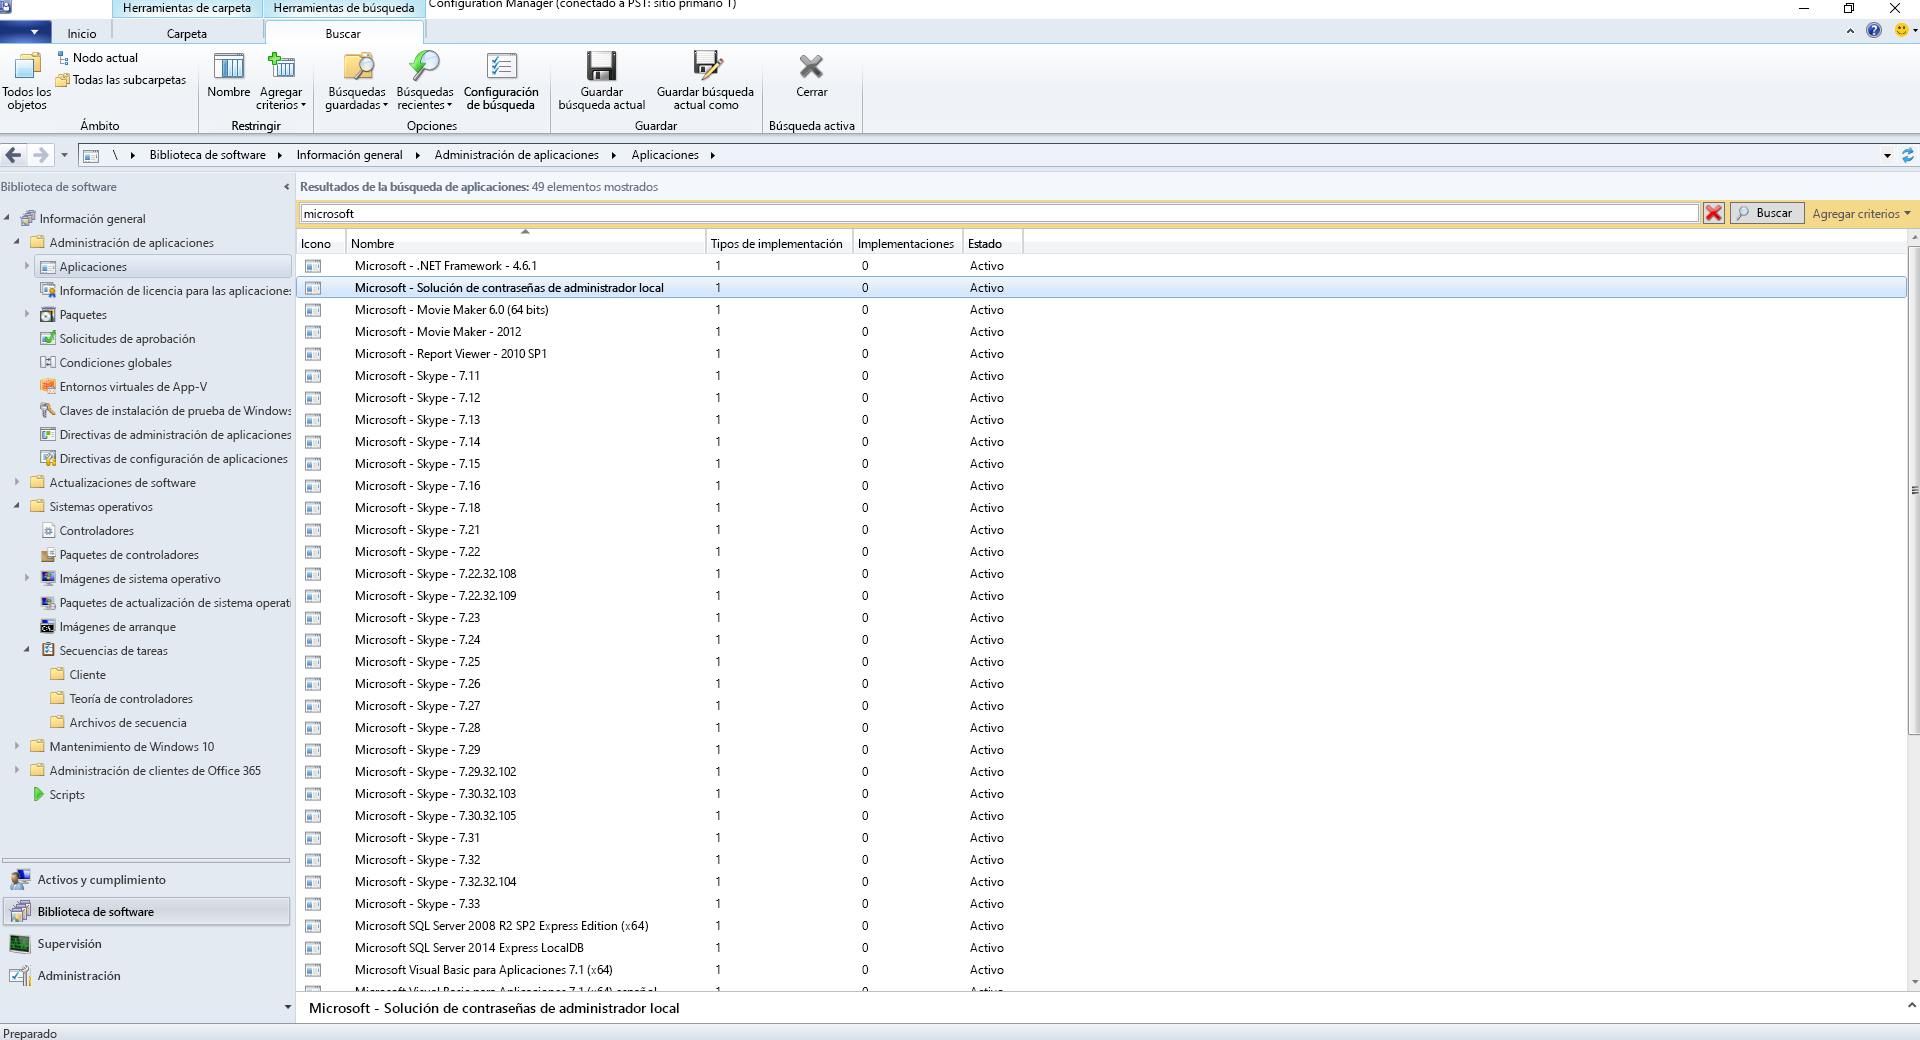 Herramientas de carpeta
Herramientas de búsqueda
Configuration Manager (conectado a PS1: sitio primario 1)
Inicio
Carpeta
Buscar
Todos los objetos
Nodo actual
Todas las subcarpetas
Ámbito
Nombre
Agregar criterios
Restringir
Búsquedas guardadas
Búsquedas recientes
Configuración de búsqueda
Opciones
Guardar búsqueda actual
Guardar búsqueda actual como
Guardar
Cerrar
Búsqueda activa
\ Biblioteca de software Información general Administración de aplicaciones Aplicaciones
Biblioteca de software
Información general
Administración de aplicaciones
Aplicaciones
Información de licencia para las aplicaciones
Paquetes
Solicitudes de aprobación
Condiciones globales
Entornos virtuales de App-V
Claves de instalación de prueba de Windows
Directivas de administración de aplicaciones
Directivas de configuración de aplicaciones
Actualizaciones de software
Sistemas operativos
Controladores
Paquetes de controladores
Imágenes de sistema operativo
Paquetes de actualización de sistema operati
Imágenes de arranque
Secuencias de tareas
Cliente
Teoría de controladores
Archivos de secuencia
Mantenimiento de Windows 10
Administración de clientes de Office 365
Scripts
Activos y cumplimiento
Biblioteca de software
Supervisión
Administración
Resultados de la búsqueda de aplicaciones: 49 elementos mostrados
microsoft
Buscar
Agregar criterios
Icono Nombre Tipos de implementación Implementaciones Estado
Microsoft - .NET Framework - 4.6.1 1 0 Activo
Microsoft - Solución de contraseñas de administrador local 1 0 Activo
Microsoft - Movie Maker 6.0 (64 bits) 1 0 Activo
Microsoft - Movie Maker - 2012 1 0 Activo
Microsoft - Report Viewer - 2010 SP1 1 0 Activo
Microsoft - Skype - 7.11 1 0 Activo
Microsoft - Skype - 7.12 1 0 Activo
Microsoft - Skype - 7.13 1 0 Activo
Microsoft - Skype - 7.14 1 0 Activo
Microsoft - Skype - 7.15 1 0 Activo
Microsoft - Skype - 7.16 1 0 Activo
Microsoft - Skype - 7.18 1 0 Activo
Microsoft - Skype - 7.21 1 0 Activo
Microsoft - Skype - 7.22 1 0 Activo
Microsoft - Skype - 7.22.32.108 1 0 Activo
Microsoft - Skype - 7.22.32.109 1 0 Activo
Microsoft - Skype - 7.23 1 0 Activo
Microsoft - Skype - 7.24 1 0 Activo
Microsoft - Skype - 7.25 1 0 Activo
Microsoft - Skype - 7.26 1 0 Activo
Microsoft - Skype - 7.27 1 0 Activo
Microsoft - Skype - 7.28 1 0 Activo
Microsoft - Skype - 7.29 1 0 Activo
Microsoft - Skype - 7.29.32.102 1 0 Activo
Microsoft - Skype - 7.30.32.103 1 0 Activo
Microsoft - Skype - 7.30.32.105 1 0 Activo
Microsoft - Skype - 7.31 1 0 Activo
Microsoft - Skype - 7.32 1 0 Activo
Microsoft - Skype - 7.32.32.104 1 0 Activo
Microsoft - Skype - 7.33 1 0 Activo
Microsoft SQL Server 2008 R2 SP2 Express Edition (x64) 1 0 Activo
Microsoft SQL Server 2014 Express LocalDB 1 0 Activo
Microsoft Visual Basic para Aplicaciones 7.1 (x64) 1 0 Activo
Microsoft Visual Basic para Aplicaciones 7.1 (x64) español 1 0 Activo
Microsoft - Solución de contraseñas de administrador local
Preparado